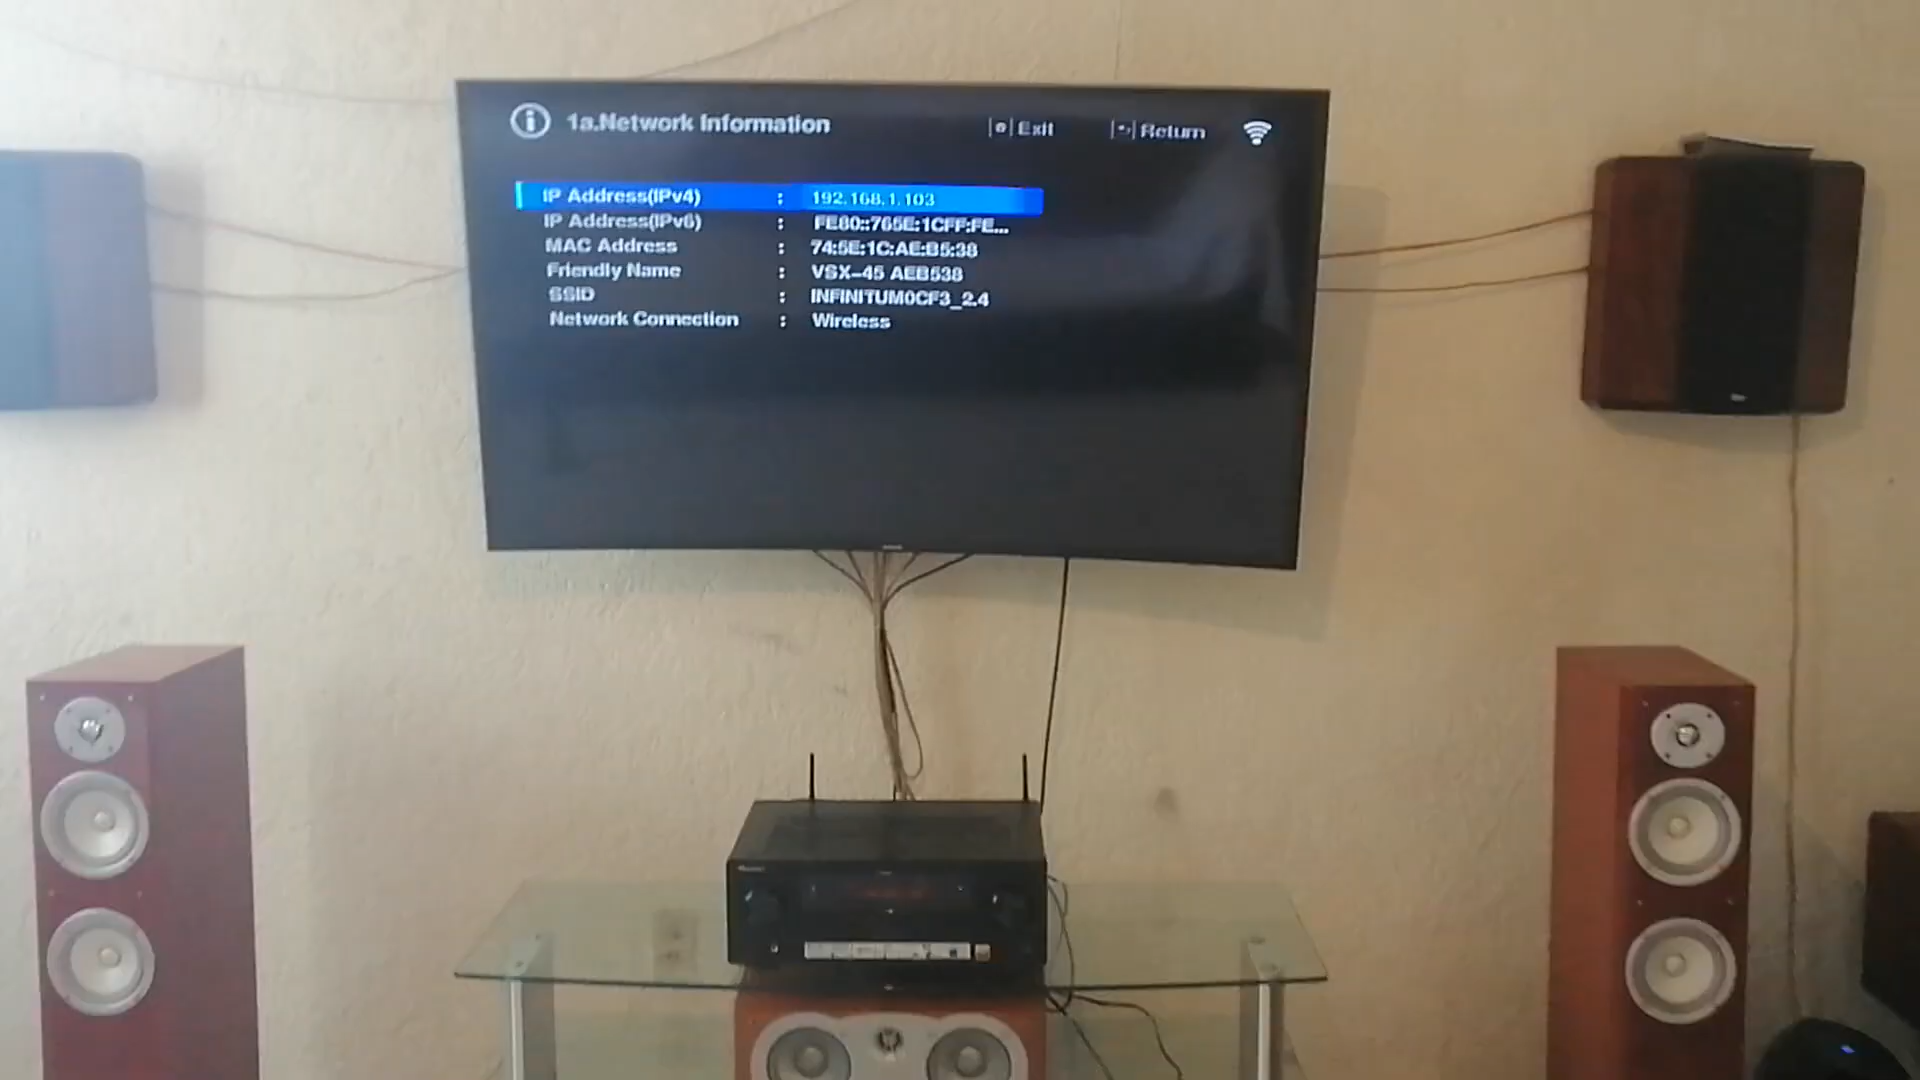 1a.Network Information
Exit
Return
IP Address(IPv4) : 192.168.1.103
IP Address(IPv6) : FE80::765E:1CFF:FE...
MAC Address : 74:5E:1C:AE:B5:38
Friendly Name : VSX-45 AEB538
SSID : INFINITUM0CF3_2.4
Network Connection : Wireless